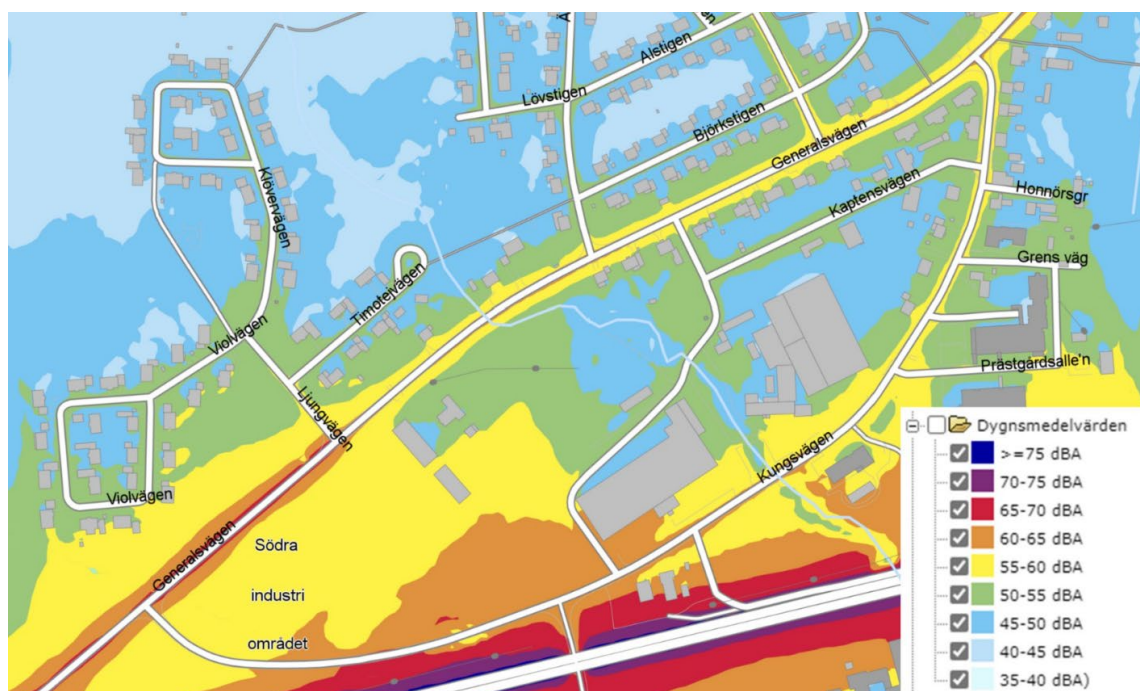 Alstigen
Lövstigen
Björkstigen
Generalsvägen
Klövervägen
Kaptensvägen
Honnörsgr
Grens väg
Timotejvägen
Violvägen
Prästgårdsalle'n
Ljungvägen
Kungsvägen
Violvägen
Generalsvägen
Södra
industri
området
Dygnsmedelvärden
>=75 dBA
70-75 dBA
65-70 dBA
60-65 dBA
55-60 dBA
50-55 dBA
45-50 dBA
40-45 dBA
35-40 dBA)